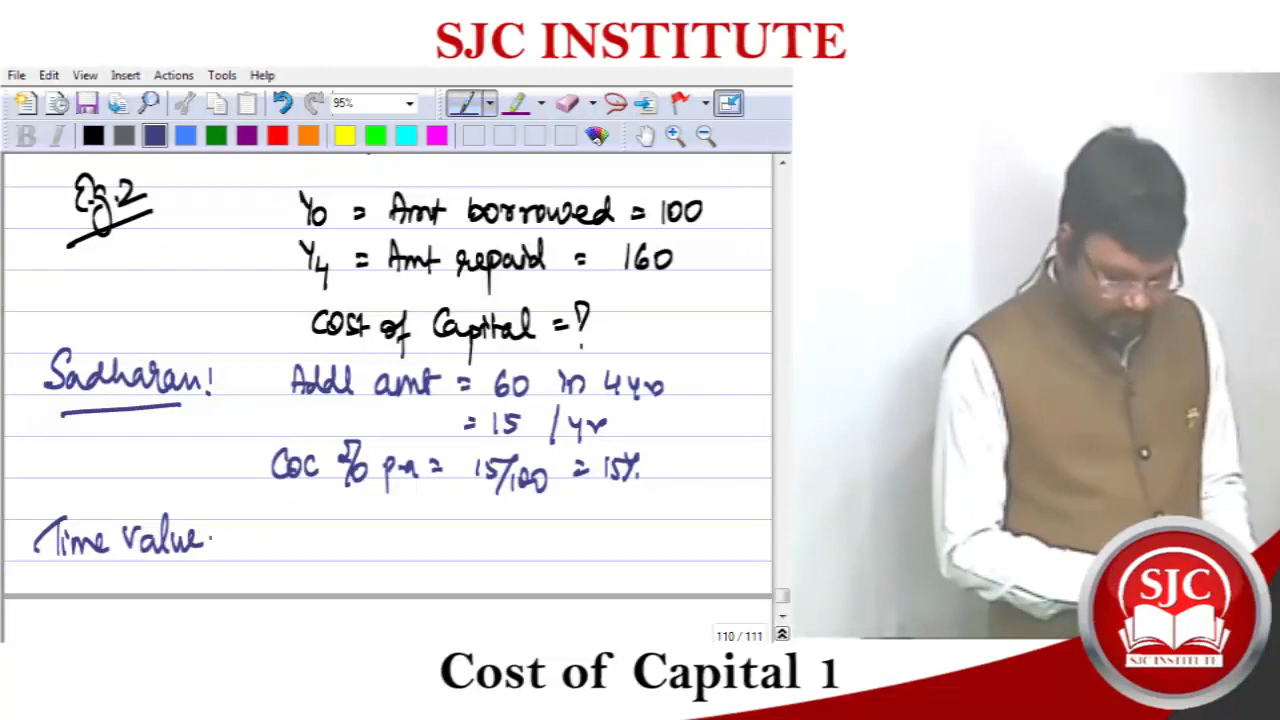 SJC INSTITUTE
File Edit View Insert Actions Tools Help
95%
B I
Eg.2
Y0 = Amt borrowed = 100
Y4 = Amt repaid = 160
Cost of Capital = ?
Sadharan!
Addl amt = 60 in 4 yrs
= 15 / yr
COC % p.a = 15/100 = 15%
Time Value
110 / 111
SJC
SJC INSTITUTE
Cost of Capital 1